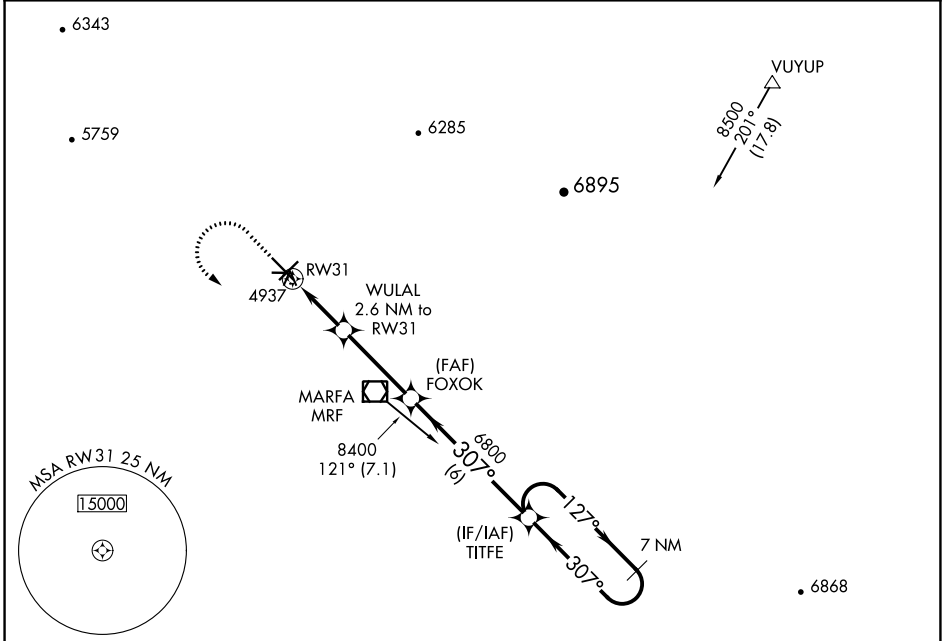 6343
VUYUP
5759
6285
8500
201°
(17.8)
6895
RW31
4937
WULAL
2.6 NM to
RW31
(FAF)
FOXOK
MARFA
MRF
8400
121° (7.1)
6800
307°
(6)
MSA RW31 25 NM
15000
127°
(IF/IAF)
TITFE
7 NM
307°
6868